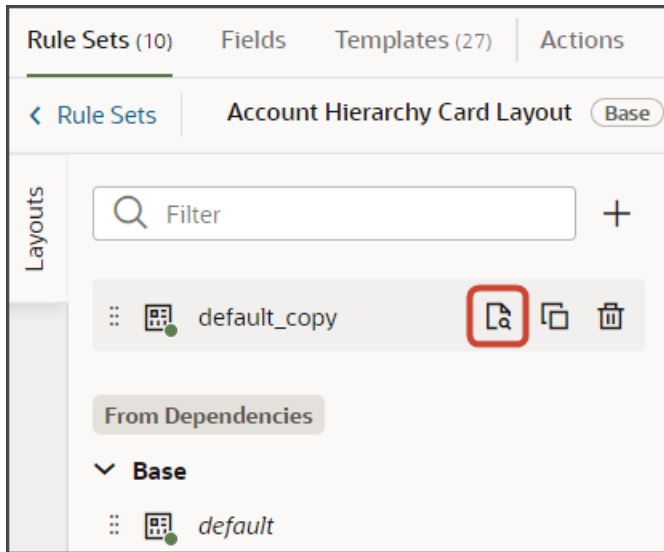 Rule Sets (10) Fields Templates (27) Actions
Rule Sets Account Hierarchy Card Layout Base
Layouts
Filter
default_copy
From Dependencies
Base
default